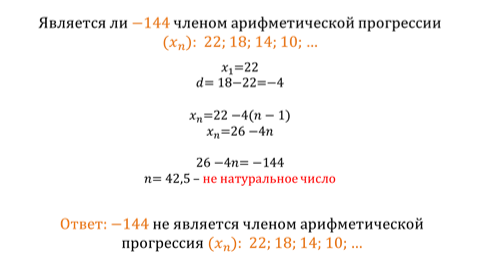 Является ли −144 членом арифметической прогрессии
(xₙ): 22; 18; 14; 10; …
x₁=22
d= 18−22=−4
xₙ=22 −4(n − 1)
xₙ=26 −4n
26 −4n= −144
n= 42,5 – не натуральное число
Ответ: −144 не является членом арифметической
прогрессия (xₙ): 22; 18; 14; 10; …